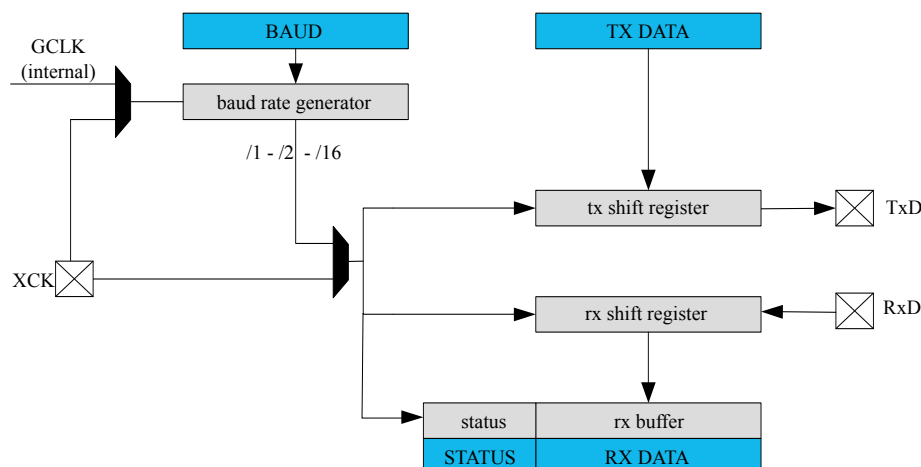 BAUD
TX DATA
GCLK
(internal)
baud rate generator
/1 - /2 - /16
tx shift register
TxD
XCK
rx shift register
RxD
status
rx buffer
STATUS
RX DATA